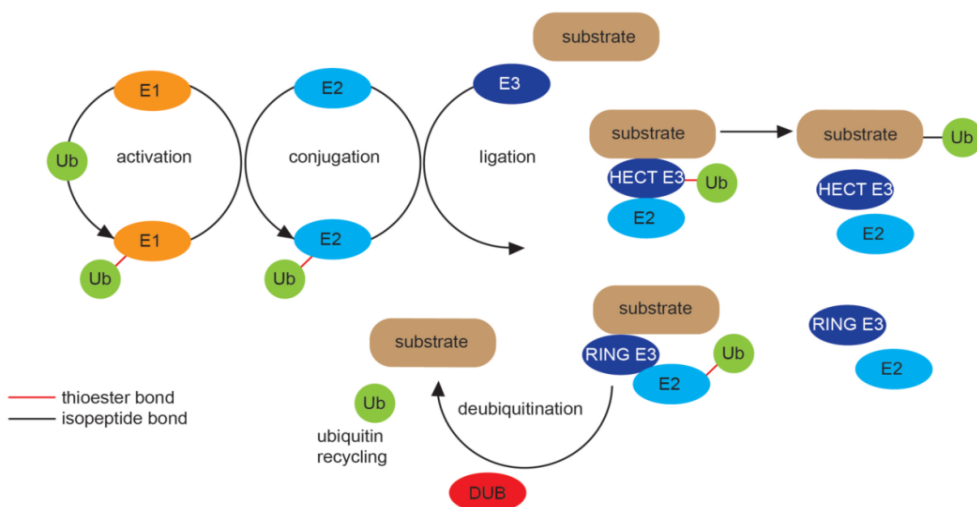 substrate
E1
E2
E3
Ub
activation
conjugation
ligation
E1
E2
Ub
Ub
substrate
substrate
Ub
HECT E3
Ub
HECT E3
E2
E2
substrate
substrate
RING E3
Ub
RING E3
E2
E2
thioester bond
isopeptide bond
Ub
deubiquitination
ubiquitin
recycling
DUB